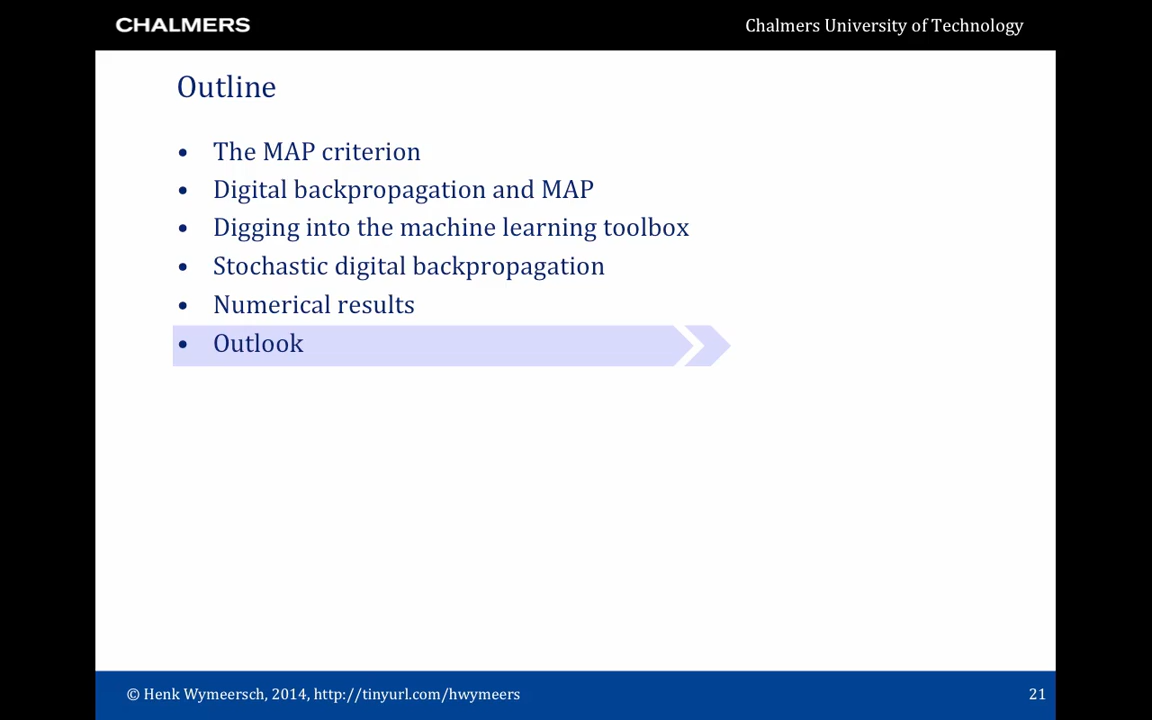 CHALMERS
Chalmers University of Technology
Outline
• The MAP criterion
• Digital backpropagation and MAP
• Digging into the machine learning toolbox
• Stochastic digital backpropagation
• Numerical results
• Outlook
© Henk Wymeersch, 2014, http://tinyurl.com/hwymeers
21